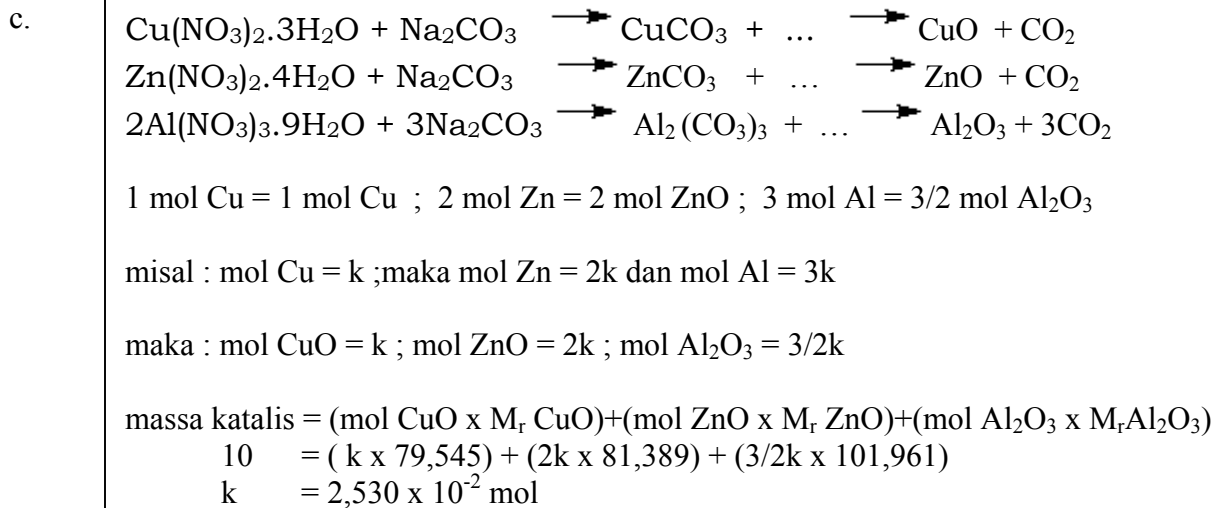 c.
Cu(NO₃)₂.3H₂O + Na₂CO₃ → CuCO₃ + ... → CuO + CO₂
Zn(NO₃)₂.4H₂O + Na₂CO₃ → ZnCO₃ + … → ZnO + CO₂
2Al(NO₃)₃.9H₂O + 3Na₂CO₃ → Al₂ (CO₃)₃ + … → Al₂O₃ + 3CO₂
1 mol Cu = 1 mol Cu ; 2 mol Zn = 2 mol ZnO ; 3 mol Al = 3/2 mol Al₂O₃
misal : mol Cu = k ;maka mol Zn = 2k dan mol Al = 3k
maka : mol CuO = k ; mol ZnO = 2k ; mol Al₂O₃ = 3/2k
massa katalis = (mol CuO x Mᵣ CuO)+(mol ZnO x Mᵣ ZnO)+(mol Al₂O₃ x MᵣAl₂O₃)
10 = ( k x 79,545) + (2k x 81,389) + (3/2k x 101,961)
k = 2,530 x 10⁻² mol